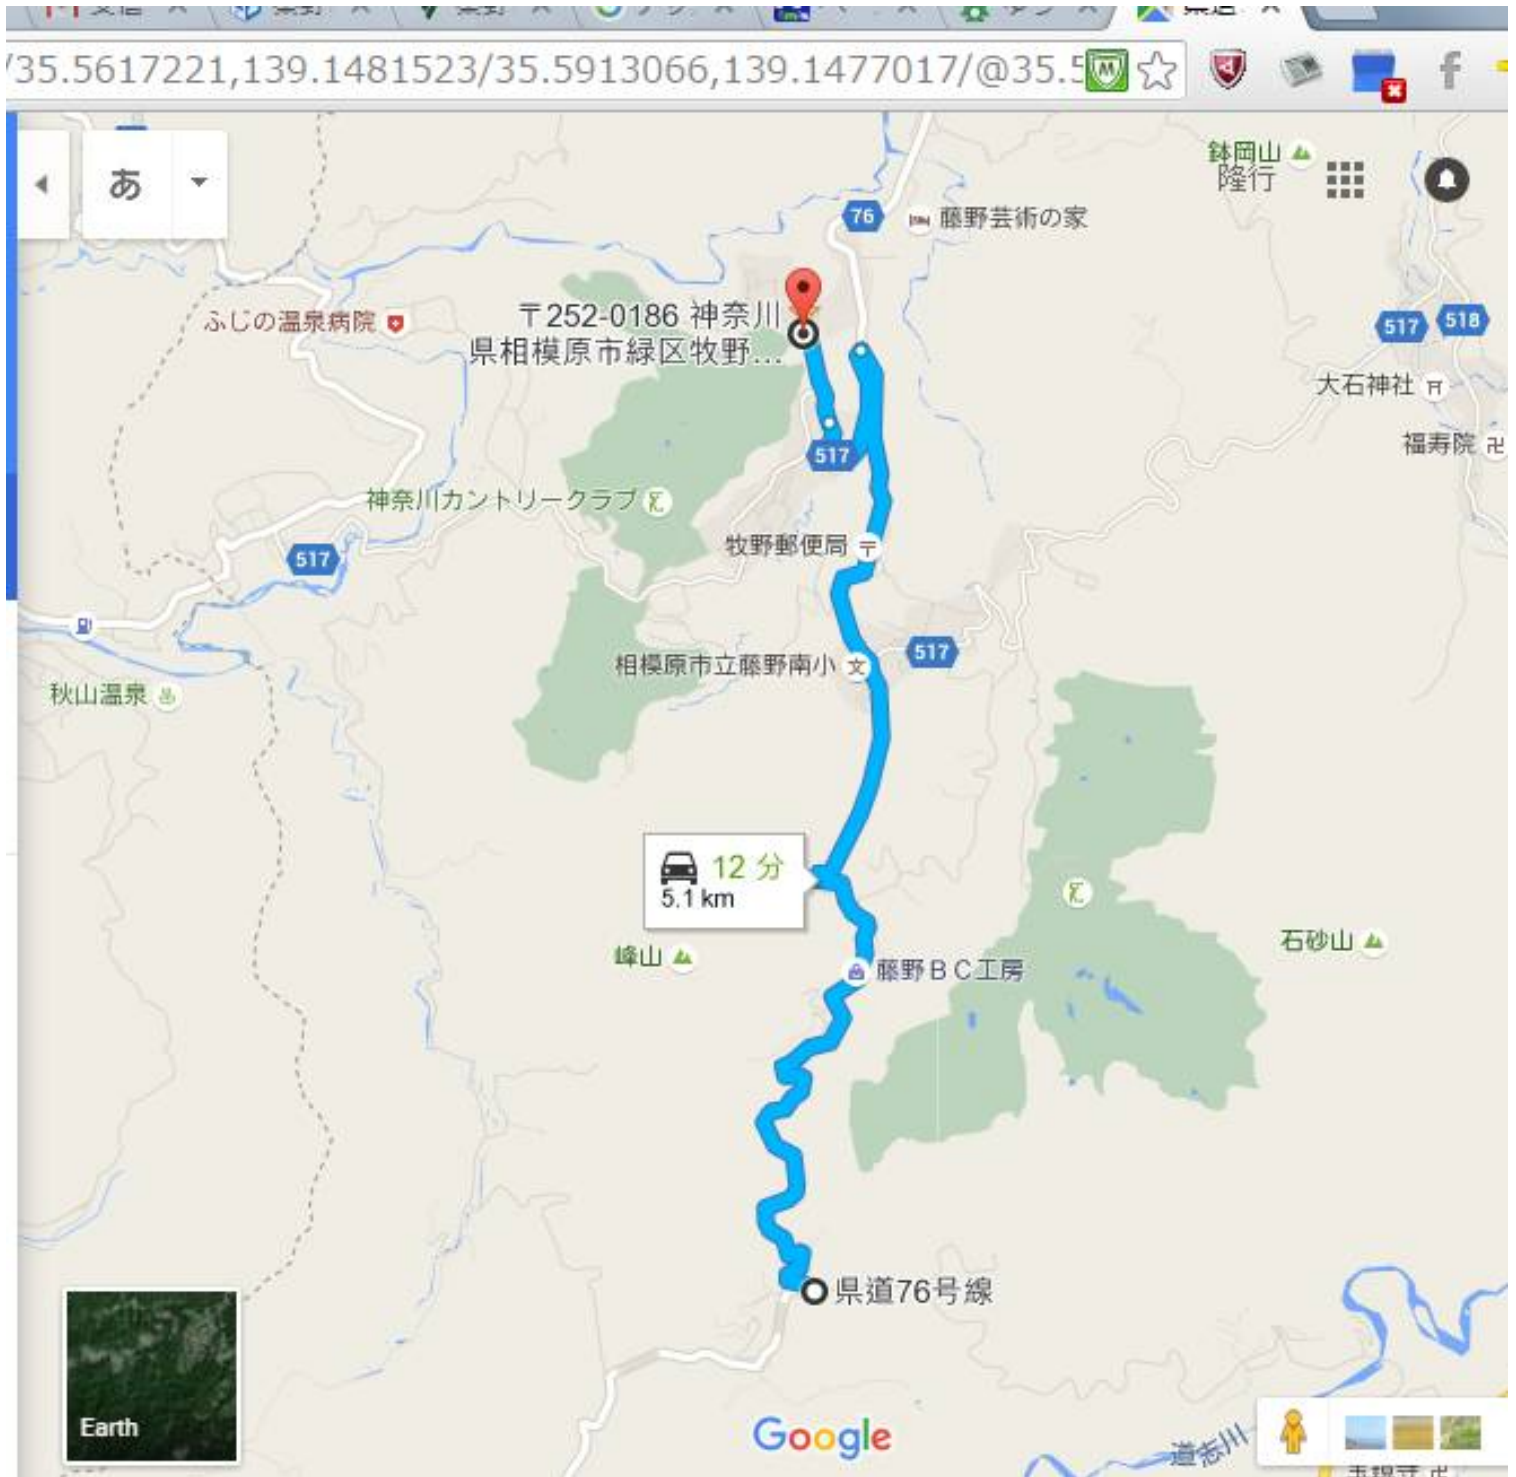 /35.5617221,139.1481523/35.5913066,139.1477017/@35.5
あ
鉢岡山
隆行
76
藤野芸術の家
〒252-0186 神奈川
県相模原市緑区牧野...
ふじの温泉病院
517
518
大石神社
福寿院
517
神奈川カントリークラブ
牧野郵便局
517
517
相模原市立藤野南小
秋山温泉
12 分
5.1 km
峰山
石砂山
藤野BC工房
県道76号線
Earth
Google
道志川